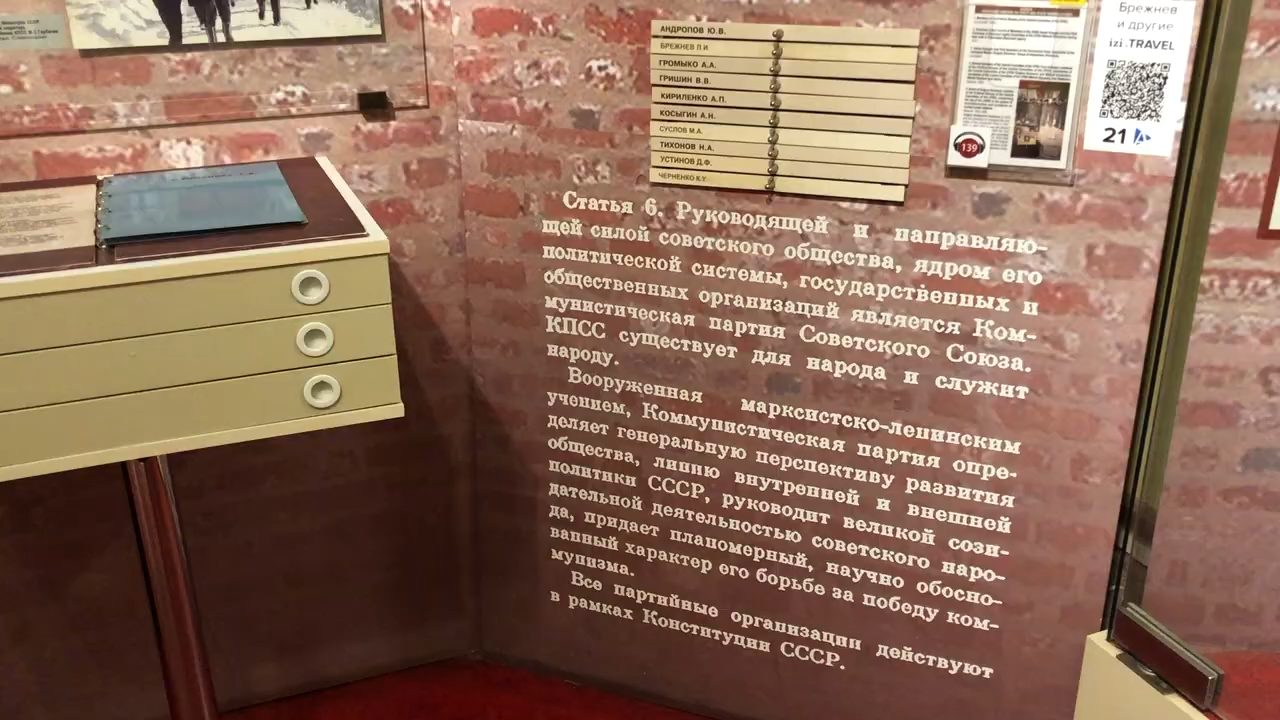 АНДРОПОВ Ю.В.
БРЕЖНЕВ Л.И
ГРОМЫКО А.А.
ГРИШИН В.В.
КИРИЛЕНКО А.П.
КОСЫГИН А.Н.
СУСЛОВ М.А.
ТИХОНОВ Н.А.
УСТИНОВ Д.Ф.
ЧЕРНЕНКО К.У
139
Брежнев
и другие
izi.TRAVEL
21
Статья 6. Руководящей и направляю-
щей силой советского общества, ядром его
политической системы, государственных и
общественных организаций является Ком-
мунистическая партия Советского Союза.
КПСС существует для народа и служит
народу.
Вооруженная марксистско-ленинским
учением, Коммунистическая партия опре-
деляет генеральную перспективу развития
общества, линию внутренней и внешней
политики СССР, руководит великой сози-
дательной деятельностью советского наро-
да, придает планомерный, научно обосно-
ванный характер его борьбе за победу ком-
мунизма.
Все партийные организации действуют
в рамках Конституции СССР.